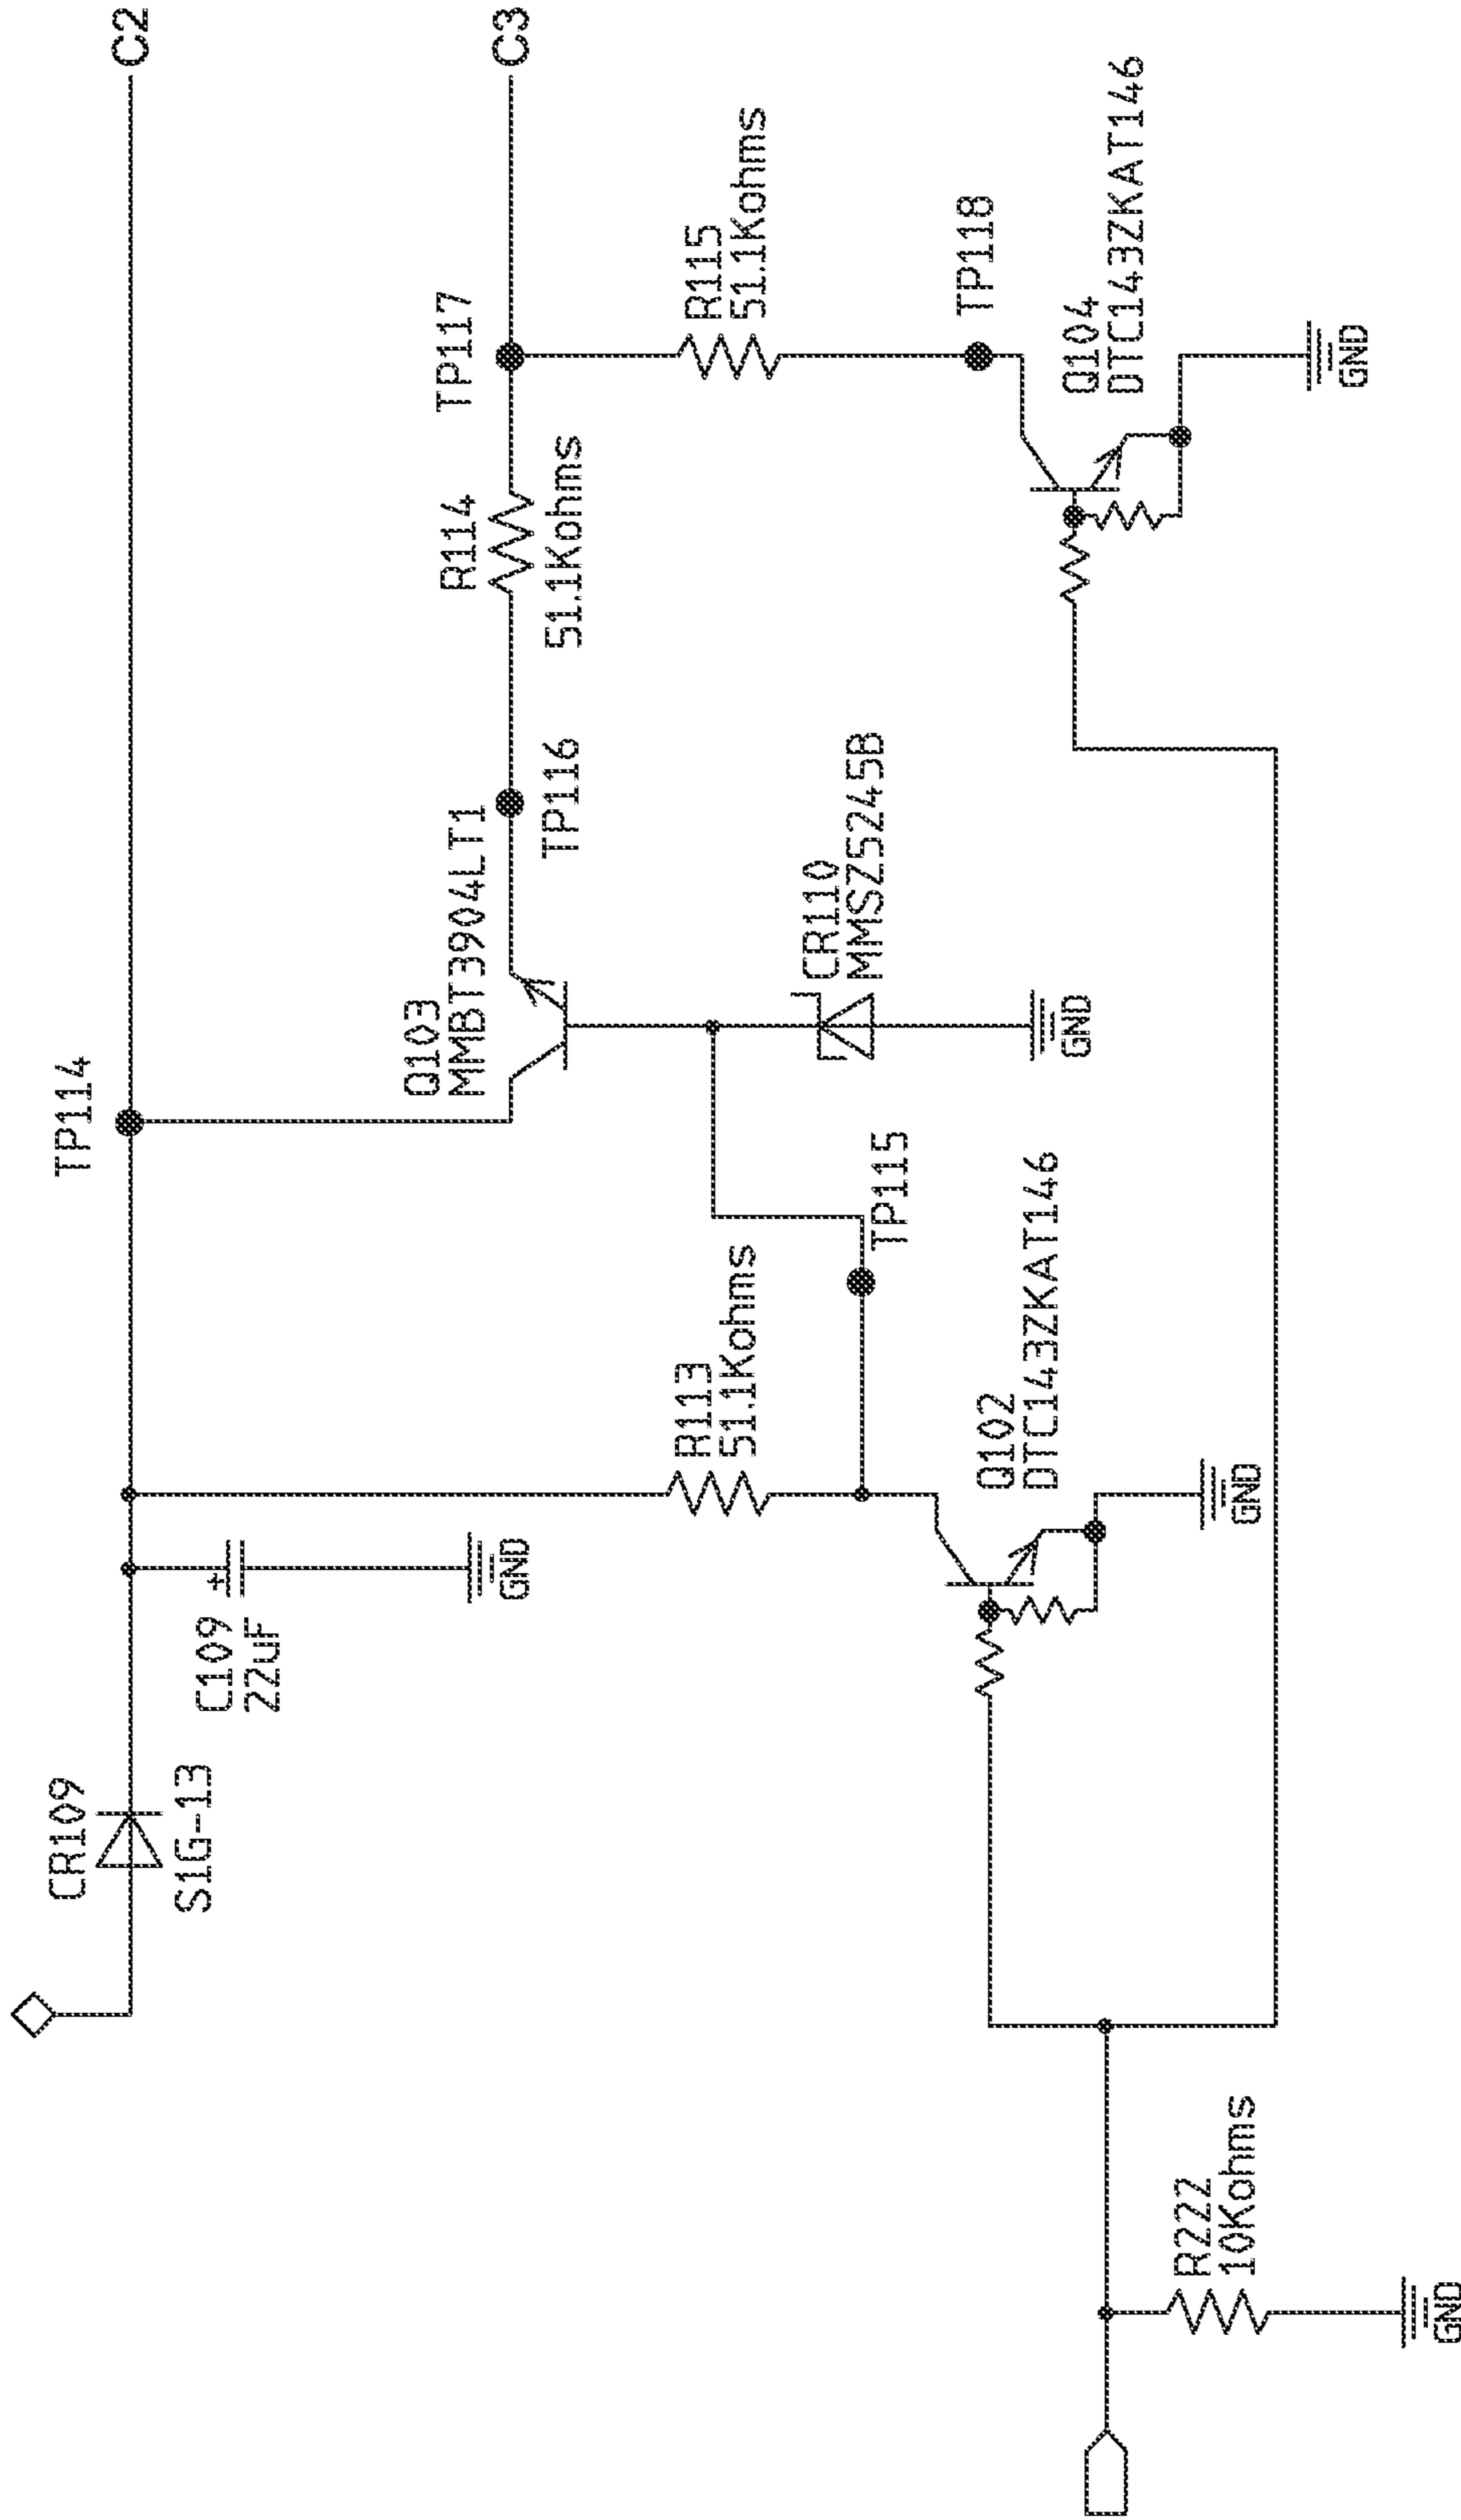 C2
C3
TP114
CR109
S1G-13
C109
22uF
GND
Q103
MMBT3904LT1
TP116
R114
51.1Kohms
TP117
R115
51.1Kohms
R113
51.1Kohms
TP115
CR110
MMSZ5245B
GND
TP118
Q102
DTC143ZKAT146
GND
Q104
DTC143ZKAT146
GND
R222
10Kohms
GND